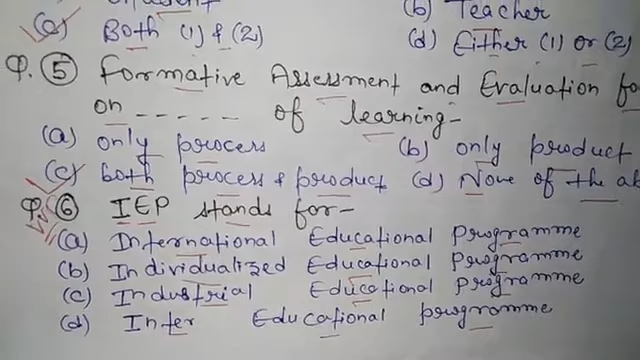 (b) Teacher
(c) Both (1) & (2) (d) Either (1) or (2)
Q. 5 Formative Assessment and Evaluation fo
on _ _ _ _ _ of learning-
(a) only process (b) only product
(c) both process & product (d) None of the ab
Q. 6 IEP stands for-
(a) International Educational Programme
(b) Individualized Educational Programme
(c) Industrial Educational Programme
(d) Inter Educational programme